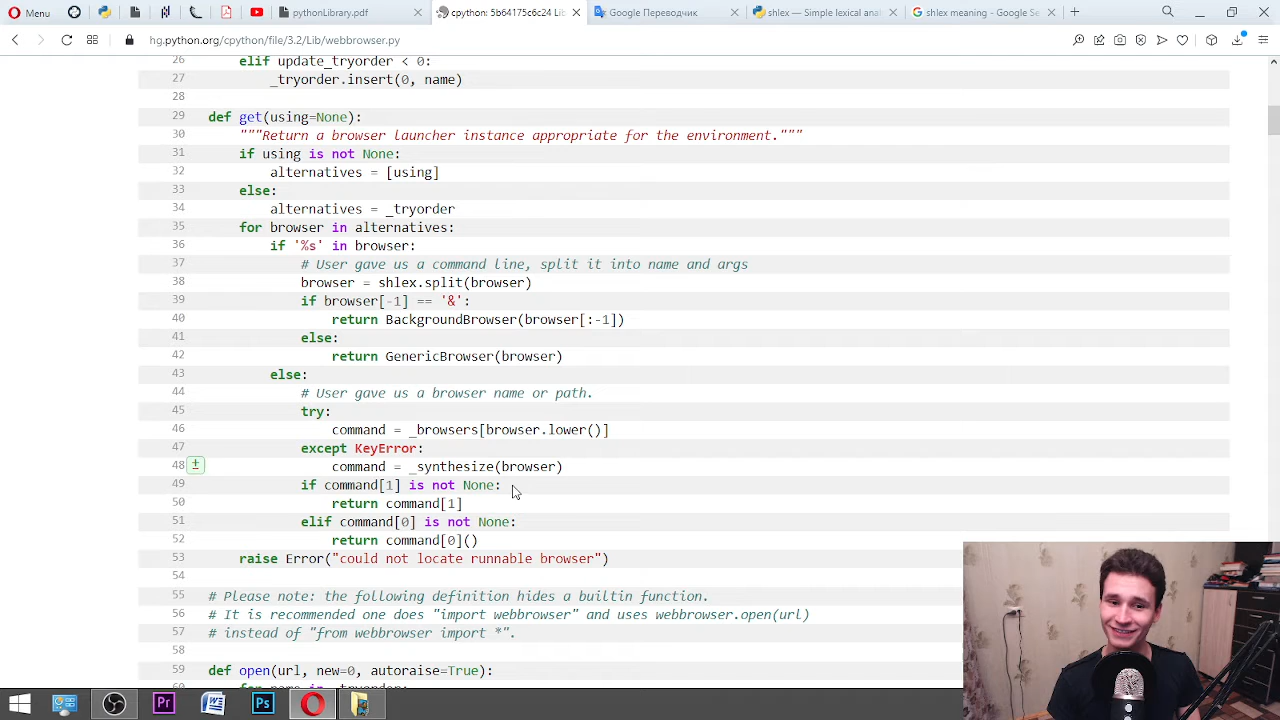 Menu
pythonLibrary.pdf
cpython: 5b64175c6c24 Lib
Google Переводчик
shlex — Simple lexical anal
shlex meaning - Google Se
hg.python.org/cpython/file/3.2/Lib/webbrowser.py
26 elif update_tryorder < 0:
27 _tryorder.insert(0, name)
28
29 def get(using=None):
30 """Return a browser launcher instance appropriate for the environment."""
31 if using is not None:
32 alternatives = [using]
33 else:
34 alternatives = _tryorder
35 for browser in alternatives:
36 if '%s' in browser:
37 # User gave us a command line, split it into name and args
38 browser = shlex.split(browser)
39 if browser[-1] == '&':
40 return BackgroundBrowser(browser[:-1])
41 else:
42 return GenericBrowser(browser)
43 else:
44 # User gave us a browser name or path.
45 try:
46 command = _browsers[browser.lower()]
47 except KeyError:
48 command = _synthesize(browser)
49 if command[1] is not None:
50 return command[1]
51 elif command[0] is not None:
52 return command[0]()
53 raise Error("could not locate runnable browser")
54
55 # Please note: the following definition hides a builtin function.
56 # It is recommended one does "import webbrowser" and uses webbrowser.open(url)
57 # instead of "from webbrowser import *".
58
59 def open(url, new=0, autoraise=True):
Pr
Ps